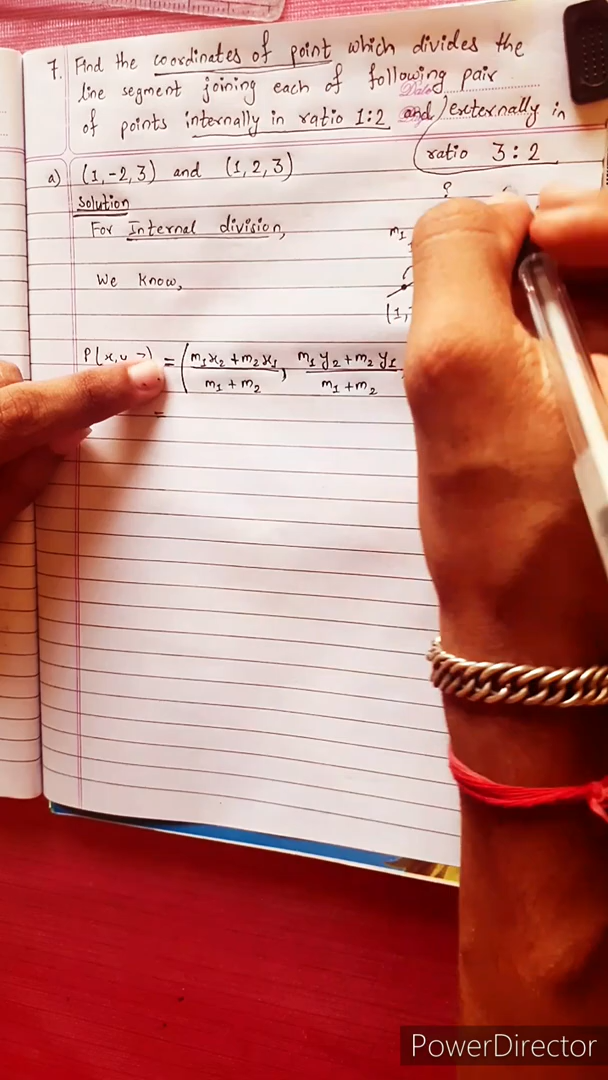 7. Find the coordinates of point which divides the
line segment joining each of following pair
of points internally in ratio 1:2 and externally in
ratio 3:2
a) (1,-2,3) and (1,2,3)
Solution
For Internal division,
?
m₁
We know,
(1,
P(x,y = (m₁x₂ + m₂x₁ / m₁ + m₂, m₁y₂ + m₂y₁ / m₁ + m₂
=
PowerDirector